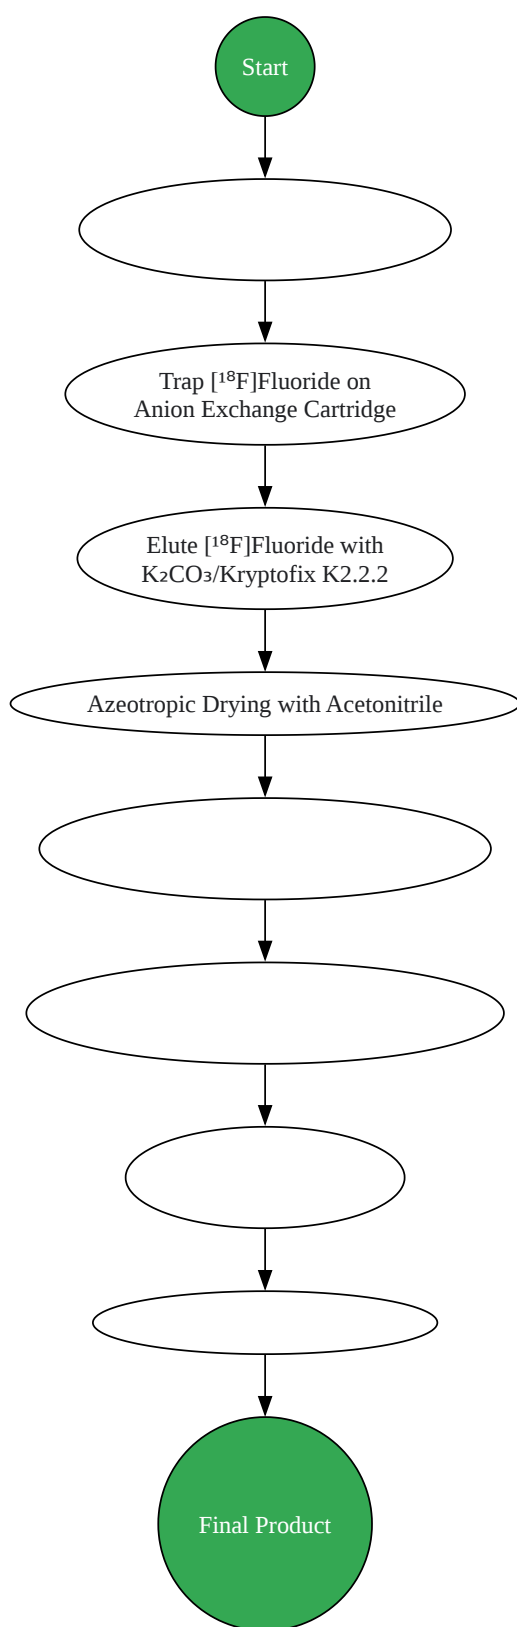 Start
Trap [¹⁸F]Fluoride on
Anion Exchange Cartridge
Elute [¹⁸F]Fluoride with
K₂CO₃/Kryptofix K2.2.2
Azeotropic Drying with Acetonitrile
Final Product